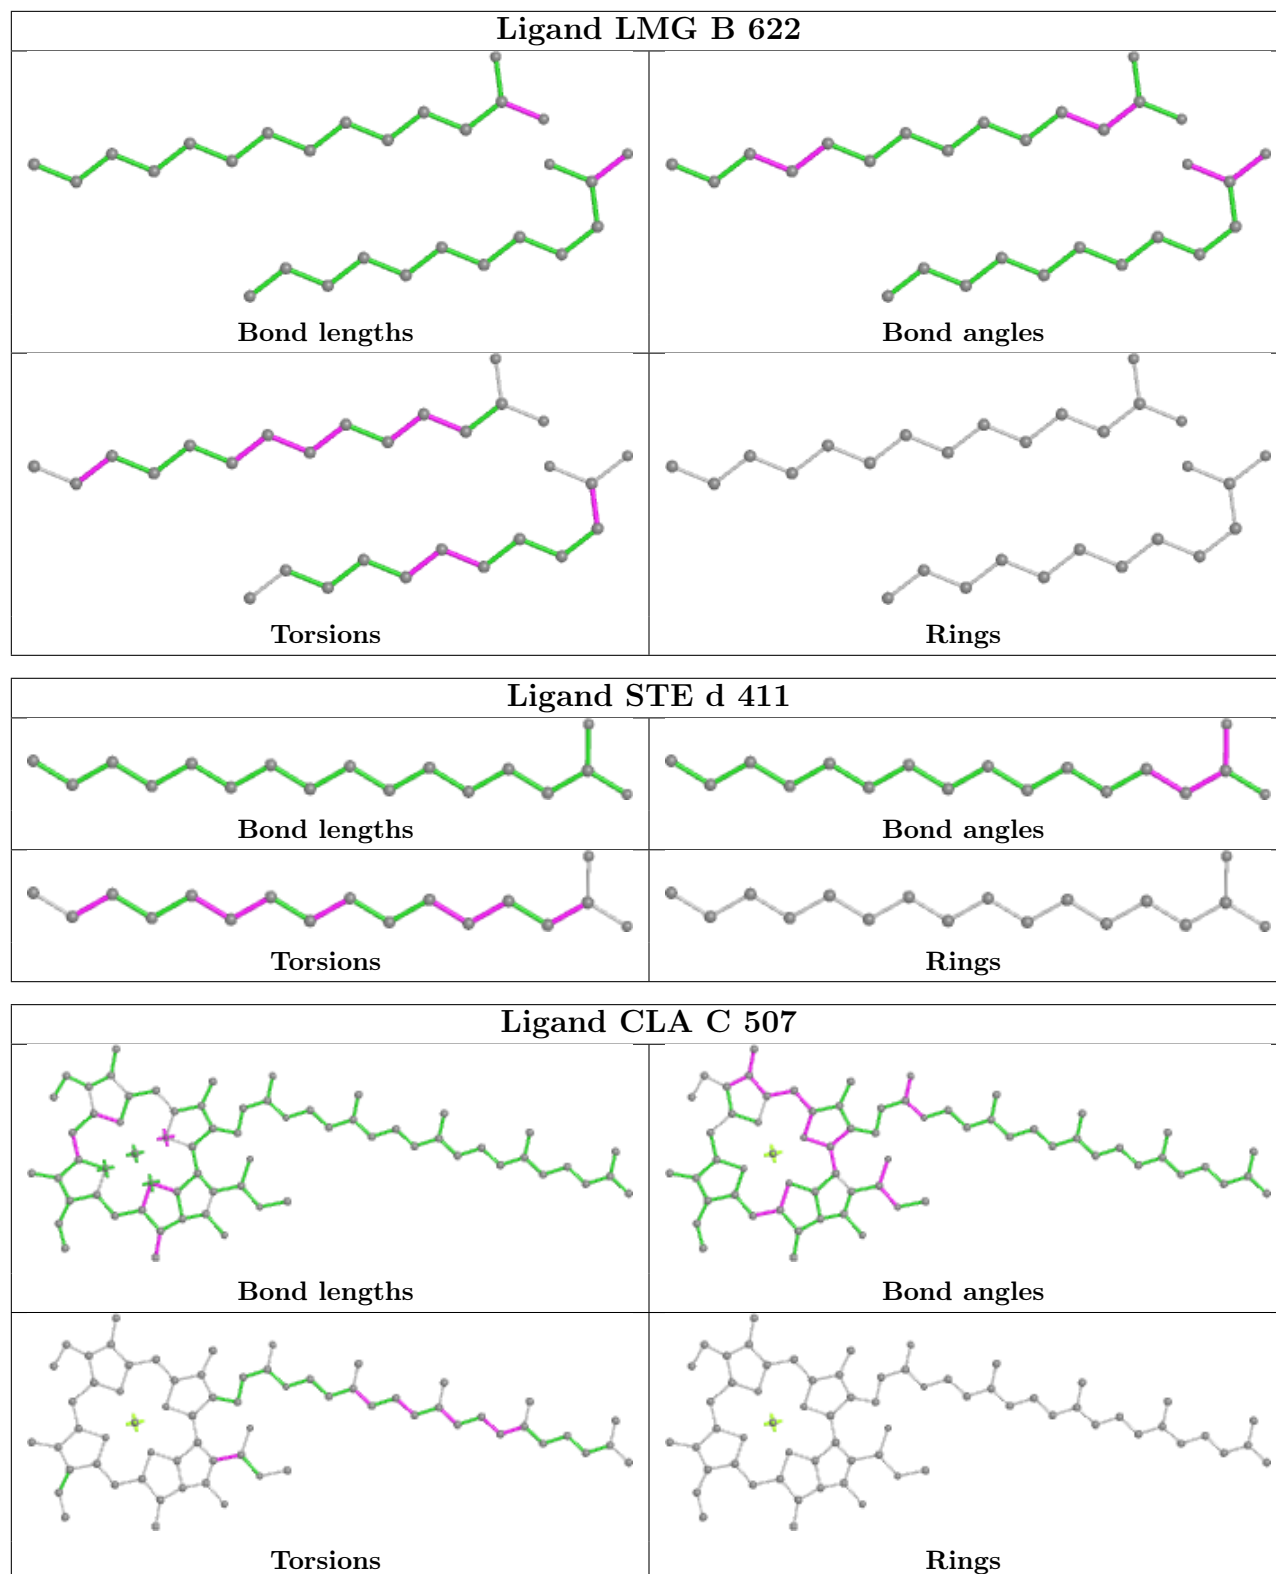 Ligand LMG B 622
Bond lengths
Bond angles
Torsions
Rings
Ligand STE d 411
Bond lengths
Bond angles
Torsions
Rings
Ligand CLA C 507
Bond lengths
Bond angles
Torsions
Rings